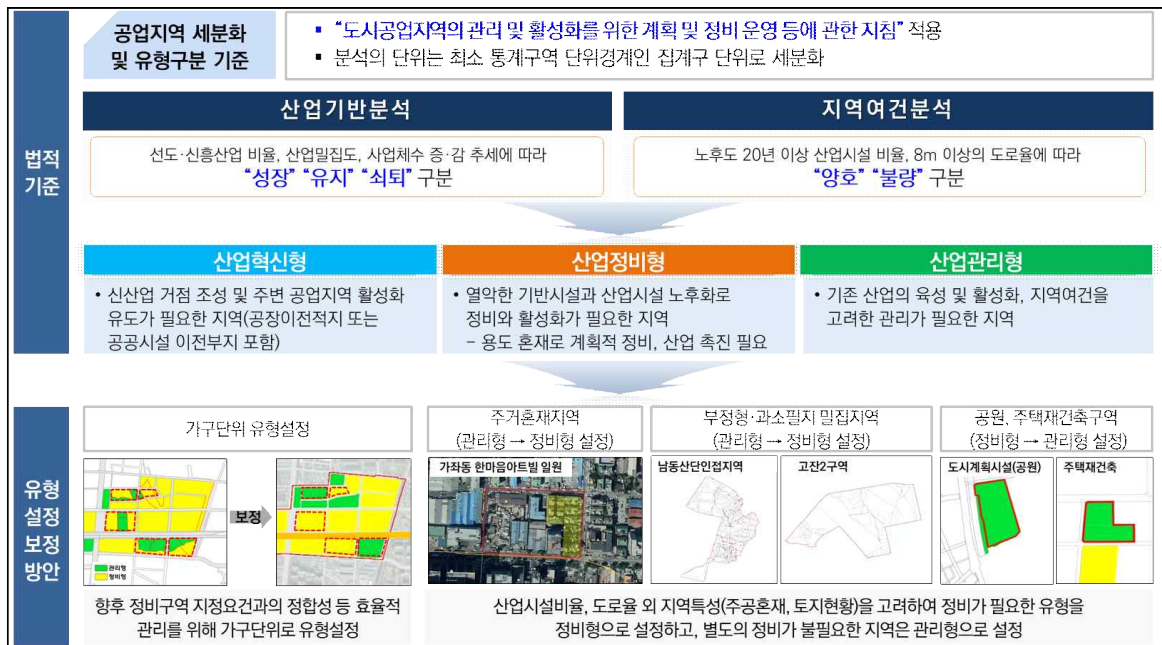 공업지역 세분화
및 유형구분 기준
▪ “도시공업지역의 관리 및 활성화를 위한 계획 및 정비 운영 등에 관한 지침” 적용
▪ 분석의 단위는 최소 통계구역 단위경계인 집계구 단위로 세분화
법적
기준
산업기반분석
선도·신흥산업 비율, 산업밀집도, 사업체수 증·감 추세에 따라
“성장” “유지” “쇠퇴” 구분
지역여건분석
노후도 20년 이상 산업시설 비율, 8m 이상의 도로율에 따라
“양호” “불량” 구분
산업혁신형
• 신산업 거점 조성 및 주변 공업지역 활성화
유도가 필요한 지역(공장이전적지 또는
공공시설 이전부지 포함)
산업정비형
• 열악한 기반시설과 산업시설 노후화로
정비와 활성화가 필요한 지역
– 용도 혼재로 계획적 정비, 산업 촉진 필요
산업관리형
• 기존 산업의 육성 및 활성화, 지역여건을
고려한 관리가 필요한 지역
유형
설정
보정
방안
가구단위 유형설정
관리형
정비형
보정
향후 정비구역 지정요건과의 정합성 등 효율적
관리를 위해 가구단위로 유형설정
주거혼재지역
(관리형 → 정비형 설정)
가좌동 한마음아트빌 일원
부정형·과소필지 밀집지역
(관리형 → 정비형 설정)
남동산단인접지역
고잔2구역
공원, 주택재건축구역
(정비형 → 관리형 설정)
도시계획시설(공원)
주택재건축
산업시설비율, 도로율 외 지역특성(주공혼재, 토지현황)을 고려하여 정비가 필요한 유형을
정비형으로 설정하고, 별도의 정비가 불필요한 지역은 관리형으로 설정